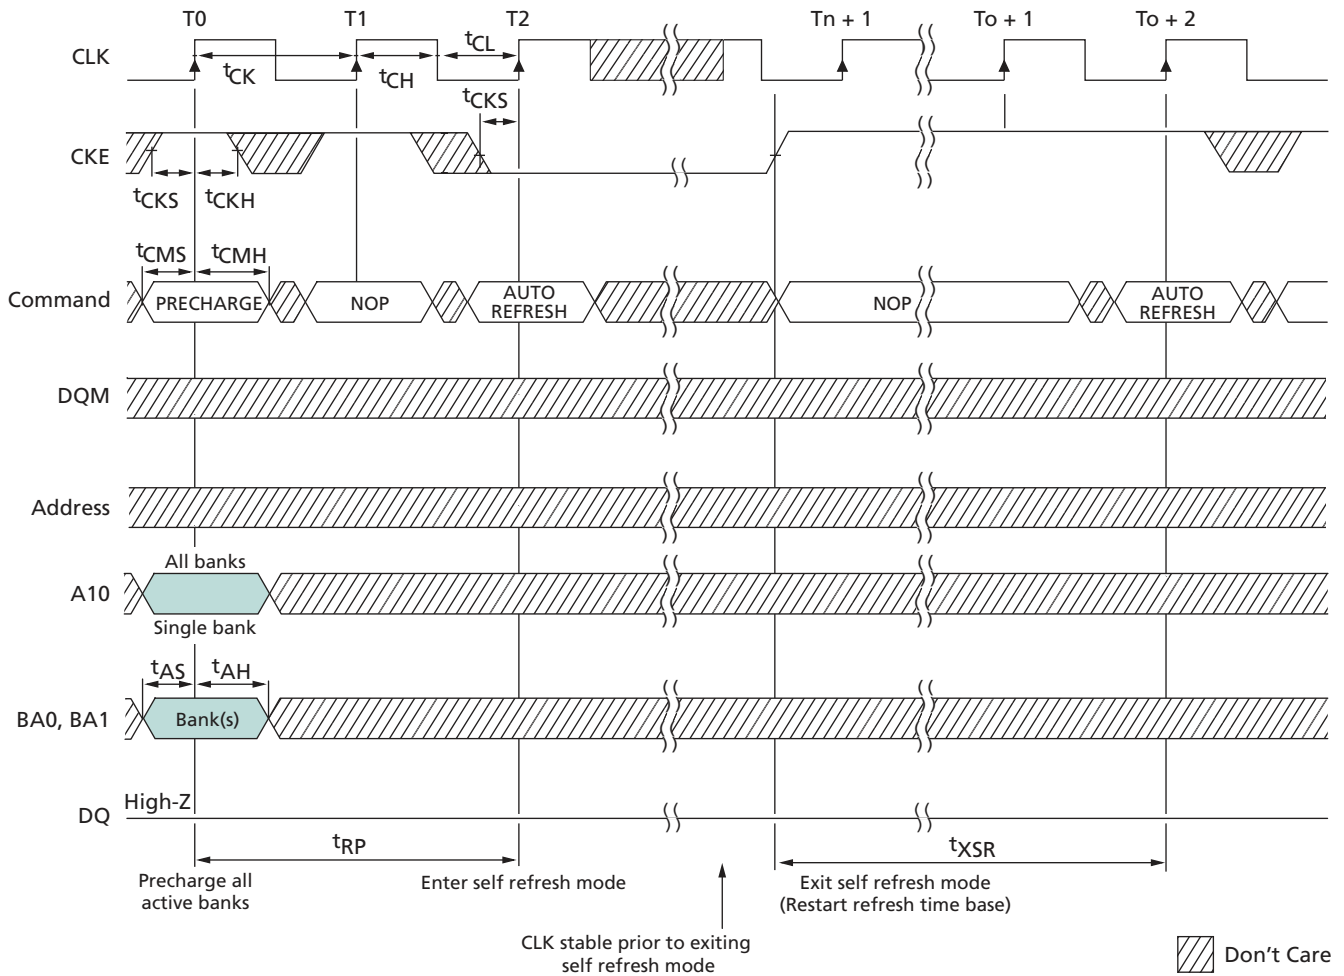 T0 T1 T2 Tn + 1 To + 1 To + 2
CLK
tCK tCH tCL
tCKS
CKE
tCKS tCKH
tCMS tCMH
Command PRECHARGE NOP AUTO REFRESH NOP AUTO REFRESH
DQM
Address
All banks
A10
Single bank
tAS tAH
BA0, BA1 Bank(s)
High-Z
DQ
tRP tXSR
Precharge all
active banks
Enter self refresh mode
Exit self refresh mode
(Restart refresh time base)
CLK stable prior to exiting
self refresh mode
Don't Care